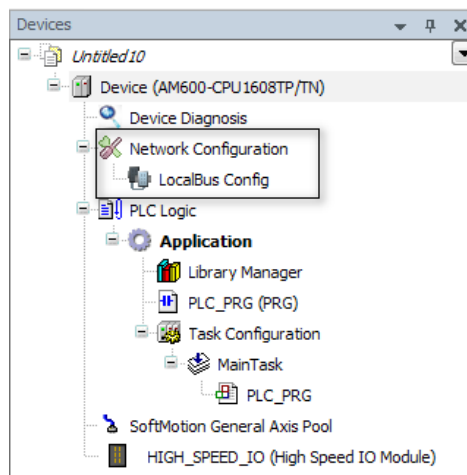 Devices
Untitled10
Device (AM600-CPU1608TP/TN)
Device Diagnosis
Network Configuration
LocalBus Config
PLC Logic
Application
Library Manager
PLC_PRG (PRG)
Task Configuration
MainTask
PLC_PRG
SoftMotion General Axis Pool
HIGH_SPEED_IO (High Speed IO Module)